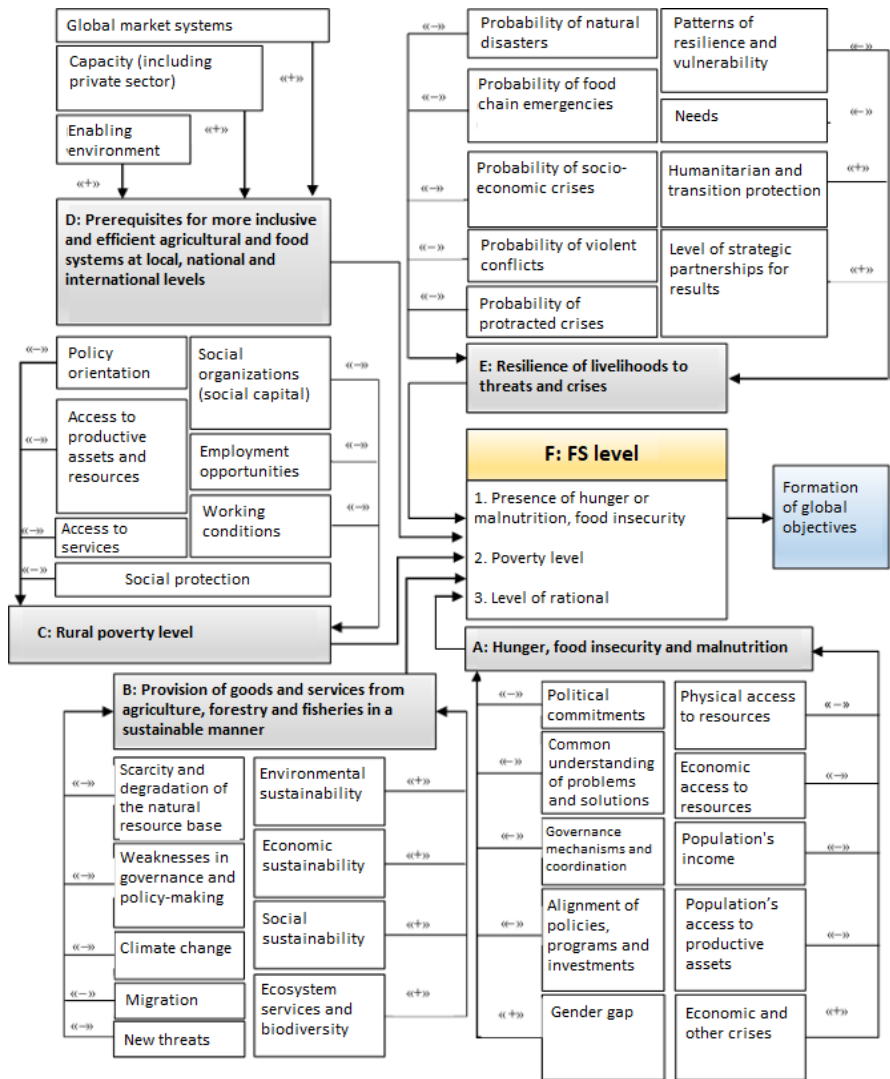 Global market systems
Capacity (including
private sector)
«+»
«+»
Enabling
environment
«+»
D: Prerequisites for more inclusive
and efficient agricultural and food
systems at local, national and
international levels
«–»
Probability of natural
disasters
«–»
Probability of food
chain emergencies
«–»
Probability of socio-
economic crises
«–»
Probability of violent
conflicts
«–»
Probability of
protracted crises
Patterns of
resilience and
vulnerability
«–»
Needs
«–»
Humanitarian and
transition protection
«+»
Level of strategic
partnerships for
results
«+»
E: Resilience of livelihoods to
threats and crises
«–»
Policy
orientation
«–»
Access to
productive
assets and
resources
«–»
Access to
services
«–»
Social protection
Social
organizations
(social capital)
«–»
Employment
opportunities
«–»
Working
conditions
«–»
C: Rural poverty level
F: FS level
1. Presence of hunger or
malnutrition, food insecurity
2. Poverty level
3. Level of rational
Formation
of global
objectives
A: Hunger, food insecurity and malnutrition
B: Provision of goods and services from
agriculture, forestry and fisheries in a
sustainable manner
«–»
Scarcity and
degradation of
the natural
resource base
«–»
Weaknesses in
governance and
policy-making
«–»
Climate change
«–»
Migration
«–»
New threats
Environmental
sustainability
«+»
Economic
sustainability
«+»
Social
sustainability
«+»
Ecosystem
services and
biodiversity
«+»
«–»
Political
commitments
«–»
Common
understanding
of problems
and solutions
«–»
Governance
mechanisms and
coordination
«–»
Alignment of
policies,
programs and
investments
«+»
Gender gap
Physical access
to resources
«–»
Economic
access to
resources
«–»
Population's
income
«–»
Population’s
access to
productive
assets
«–»
Economic and
other crises
«+»